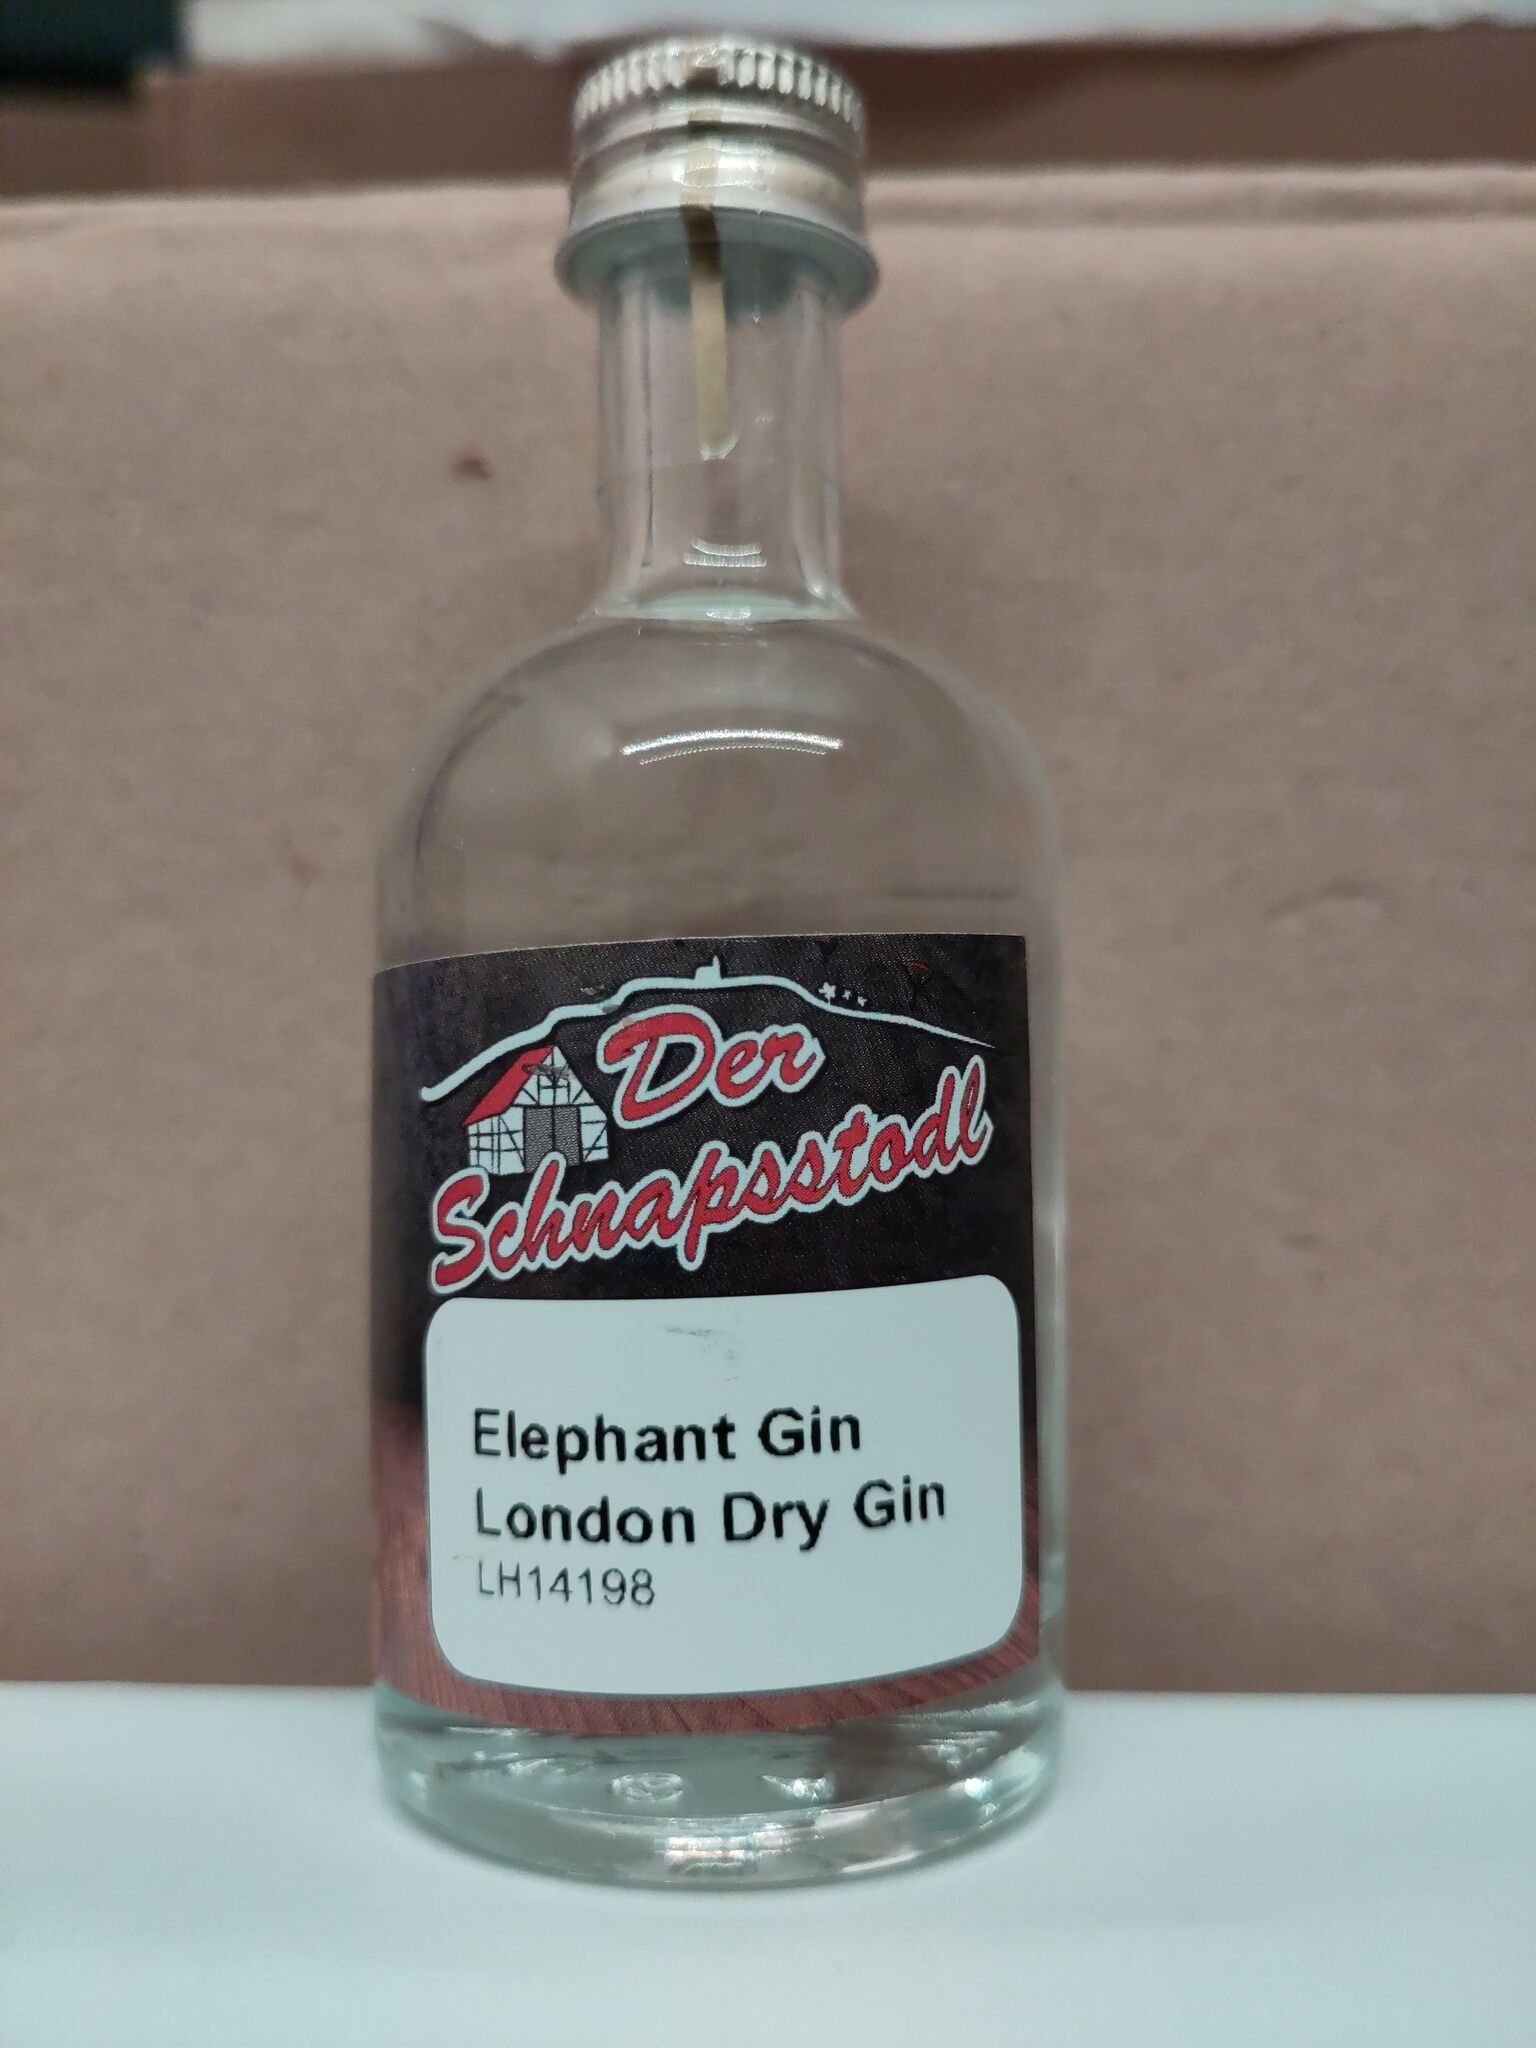 Der
Schnapsstodl
Elephant Gin
London Dry Gin
LH14198